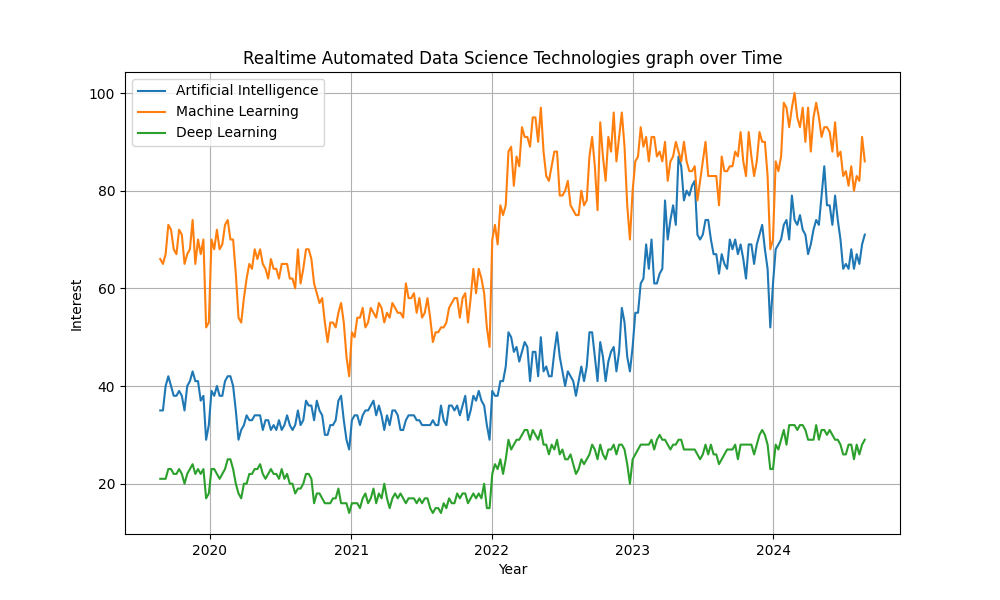 Realtime Automated Data Science Technologies graph over Time
Artificial Intelligence
Machine Learning
Deep Learning
100
80
60
40
20
Interest
2020 2021 2022 2023 2024
Year